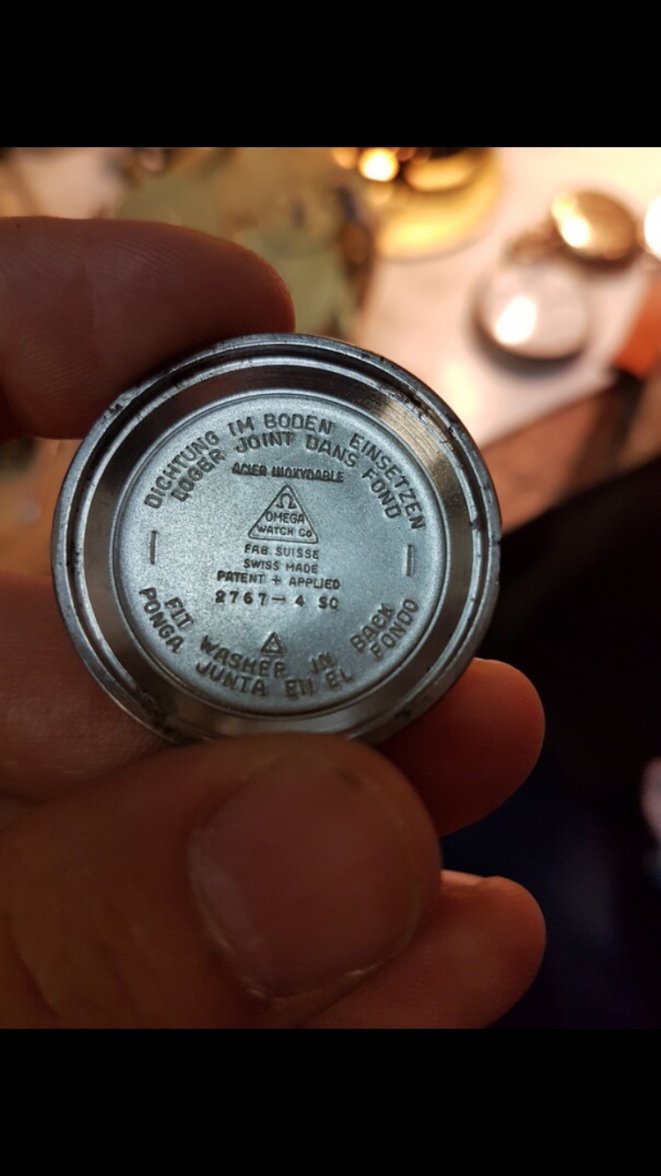 DICHTUNG IM BODEN EINSETZEN
LOGER JOINT DANS FOND
ACIER INOXYDABLE
Ω
OMEGA
WATCH Co
FAB. SUISSE
SWISS MADE
PATENT + APPLIED
2767-4 SC
FIT WASHER IN BACK
PONGA JUNTA EN EL FONDO